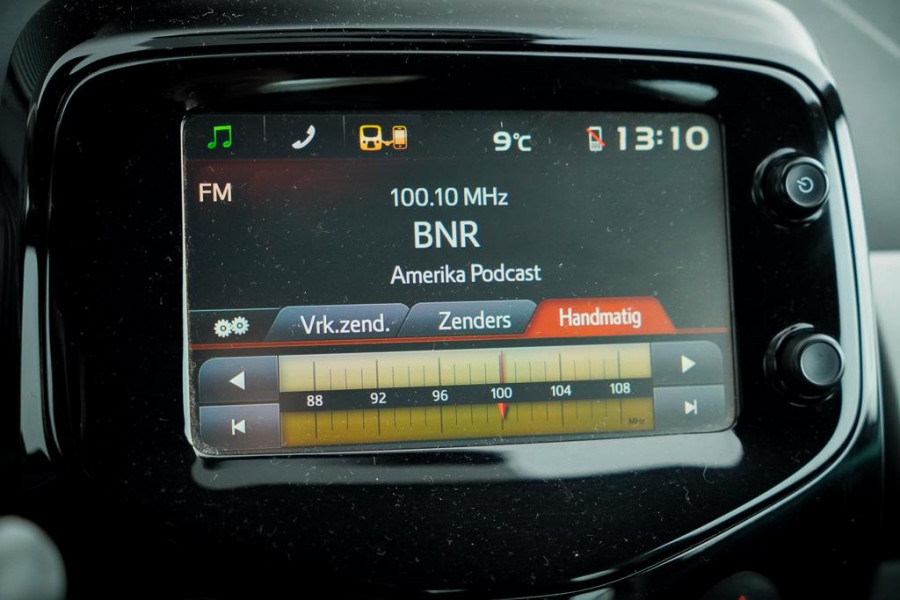 9°C 13:10
FM
100.10 MHz
BNR
Amerika Podcast
Vrk.zend. Zenders Handmatig
88 92 96 100 104 108
MHz